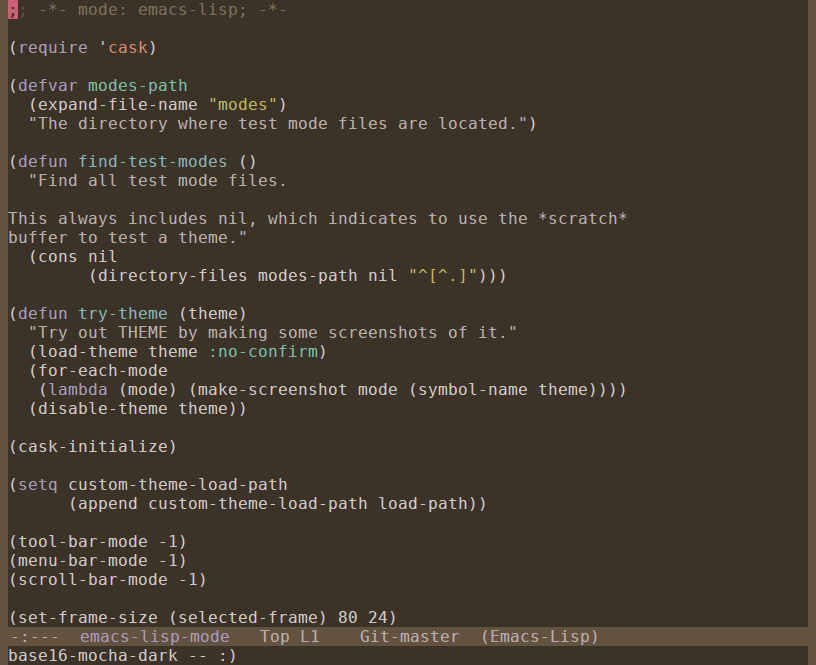 ;; -*- mode: emacs-lisp; -*-

(require 'cask)

(defvar modes-path
  (expand-file-name "modes")
  "The directory where test mode files are located.")

(defun find-test-modes ()
  "Find all test mode files.

This always includes nil, which indicates to use the *scratch*
buffer to test a theme."
  (cons nil
        (directory-files modes-path nil "^[^.]")))

(defun try-theme (theme)
  "Try out THEME by making some screenshots of it."
  (load-theme theme :no-confirm)
  (for-each-mode
   (lambda (mode) (make-screenshot mode (symbol-name theme))))
  (disable-theme theme))

(cask-initialize)

(setq custom-theme-load-path
      (append custom-theme-load-path load-path))

(tool-bar-mode -1)
(menu-bar-mode -1)
(scroll-bar-mode -1)

(set-frame-size (selected-frame) 80 24)
-:---  emacs-lisp-mode   Top L1    Git-master  (Emacs-Lisp)
base16-mocha-dark -- :)